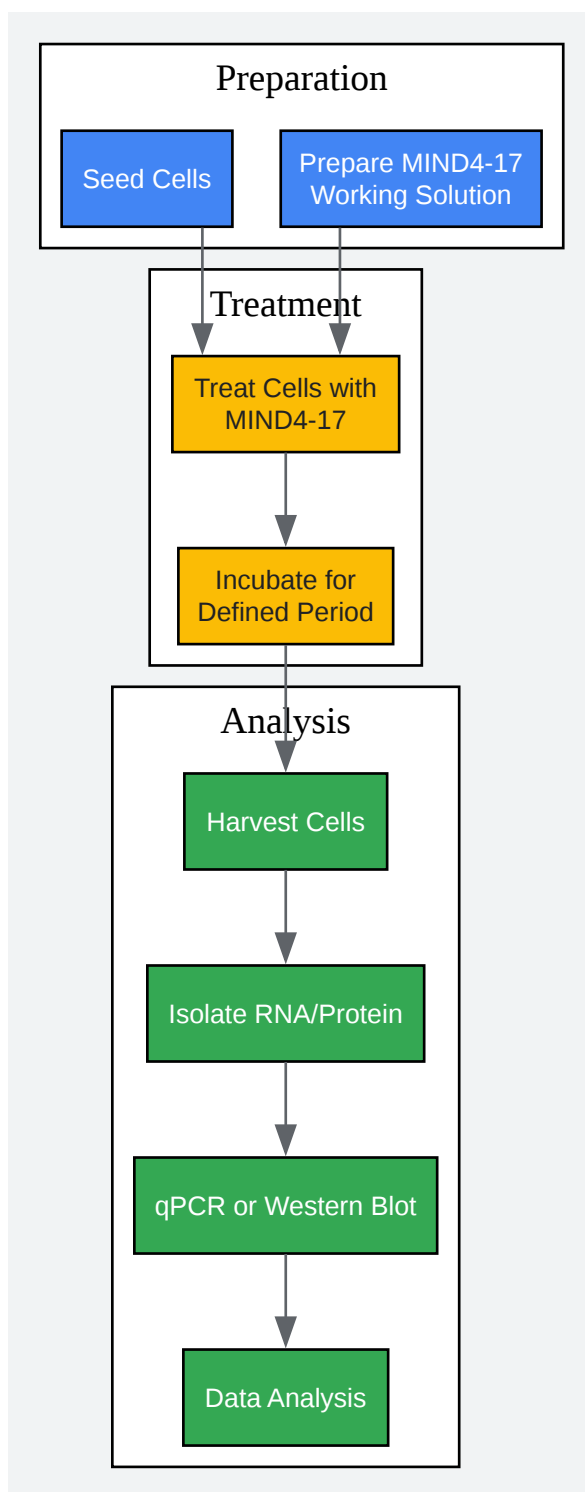 Preparation
Seed Cells
Prepare MIND4-17
Working Solution
Treatment
Treat Cells with
MIND4-17
Incubate for
Defined Period
Analysis
Harvest Cells
Isolate RNA/Protein
qPCR or Western Blot
Data Analysis